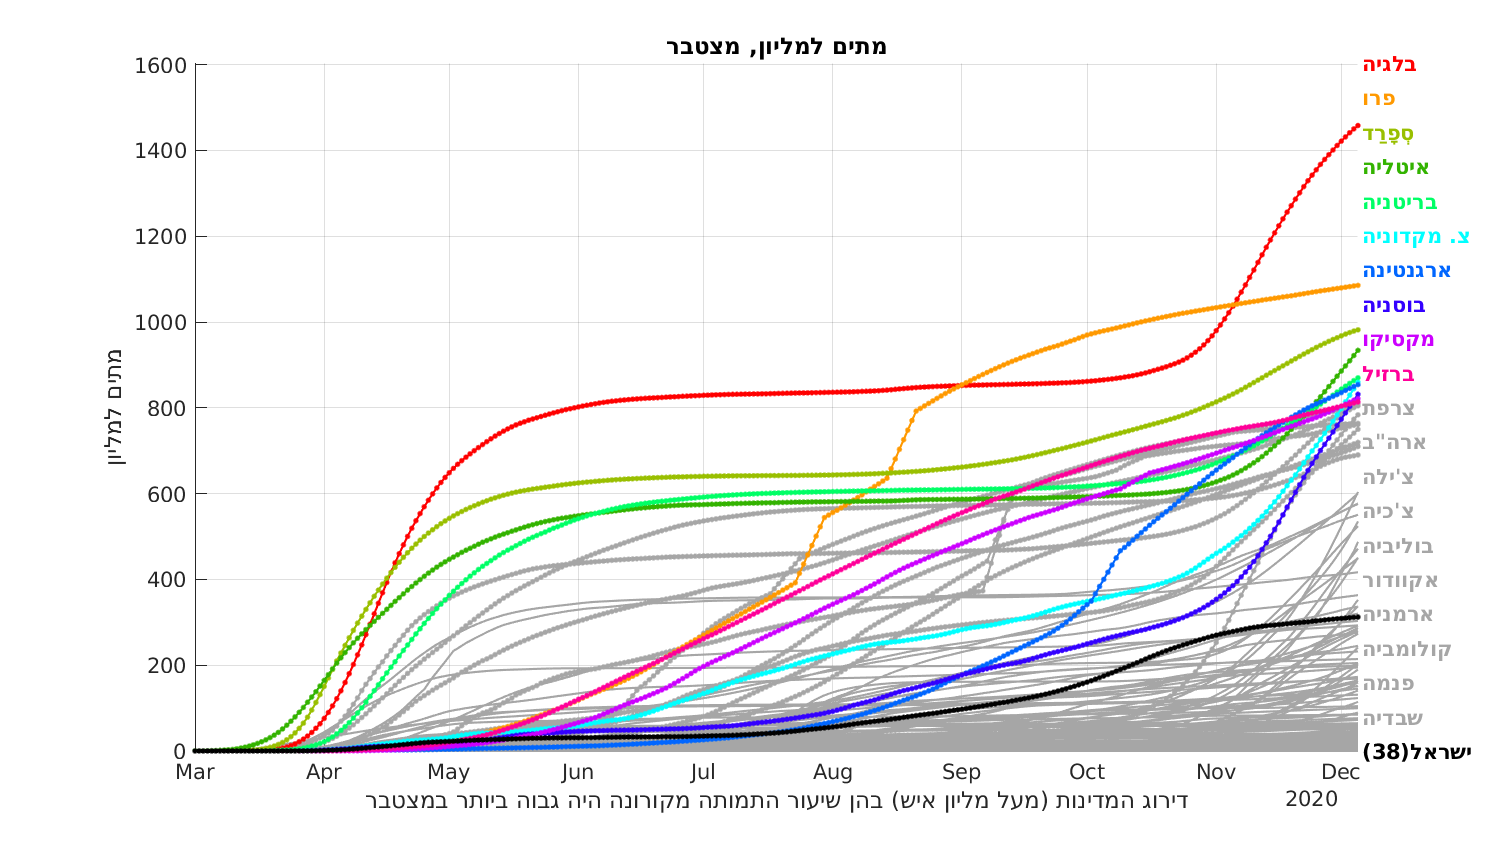 מתים למליון, מצטבר
מתים למליון
1600
1400
1200
1000
800
600
400
200
0
Mar
Apr
May
Jun
Jul
Aug
Sep
Oct
Nov
Dec
2020
דירוג המדינות (מעל מליון איש) בהן שיעור התמותה מקורונה היה גבוה ביותר במצטבר
בלגיה
פרו
סְפָרַד
איטליה
בריטניה
צ. מקדוניה
ארגנטינה
בוסניה
מקסיקו
ברזיל
צרפת
ארה"ב
צ'ילה
צ'כיה
בוליביה
אקוודור
ארמניה
קולומביה
פנמה
שבדיה
ישראל(38)